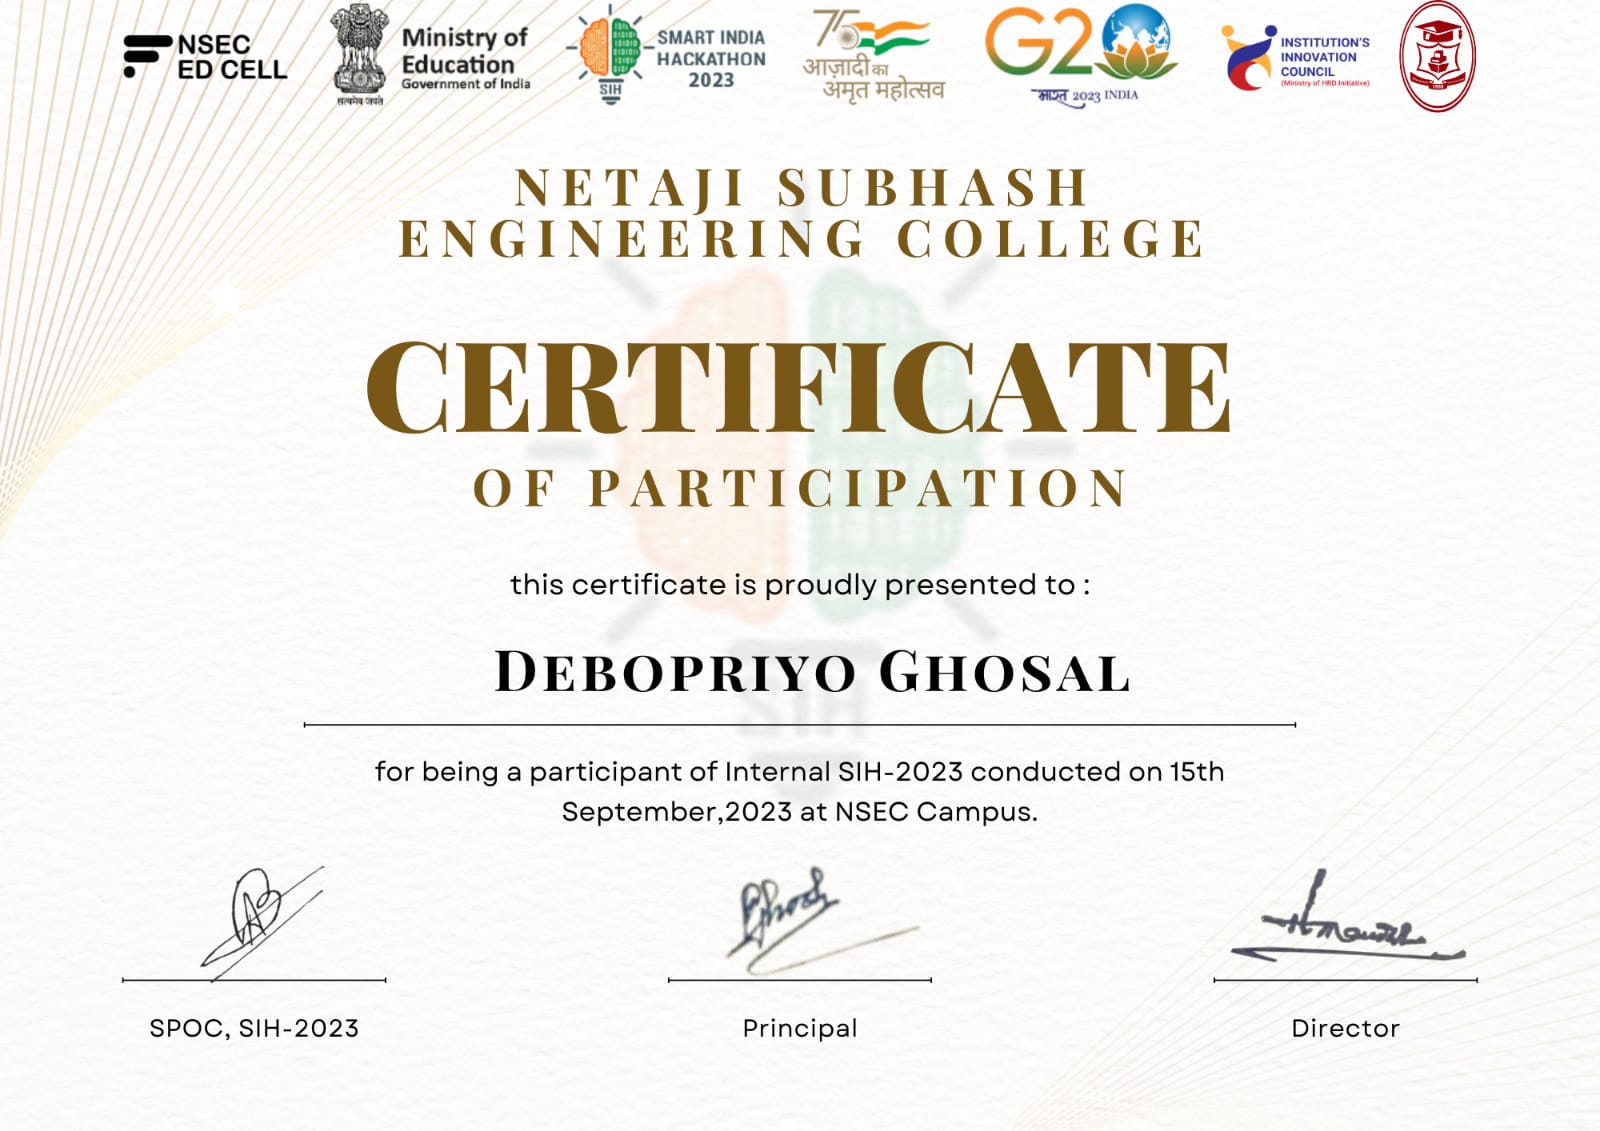 NSEC
ED CELL
सत्यमेव जयते
Ministry of
Education
Government of India
SIH
SMART INDIA
HACKATHON
2023
75
आज़ादी का
अमृत महोत्सव
G20
भारत 2023 INDIA
INSTITUTION'S
INNOVATION
COUNCIL
(Ministry of HRD Initiative)
NETAJI SUBHASH
ENGINEERING COLLEGE
CERTIFICATE
OF PARTICIPATION
this certificate is proudly presented to :
DEBOPRIYO GHOSAL
SIH
for being a participant of Internal SIH-2023 conducted on 15th
September,2023 at NSEC Campus.
SPOC, SIH-2023
Principal
Director